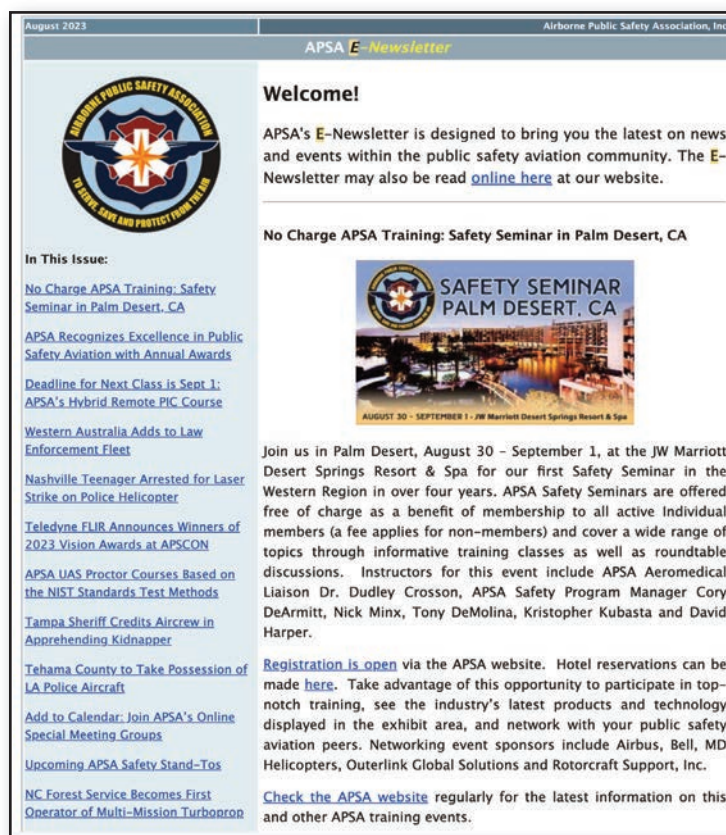 August 2023
Airborne Public Safety Association, Inc
APSA E-Newsletter
AIRBORNE PUBLIC SAFETY ASSOCIATION
TO SERVE, SAVE AND PROTECT FROM THE AIR
In This Issue:
No Charge APSA Training: Safety
Seminar in Palm Desert, CA
APSA Recognizes Excellence in Public
Safety Aviation with Annual Awards
Deadline for Next Class is Sept 1:
APSA's Hybrid Remote PIC Course
Western Australia Adds to Law
Enforcement Fleet
Nashville Teenager Arrested for Laser
Strike on Police Helicopter
Teledyne FLIR Announces Winners of
2023 Vision Awards at APSCON
APSA UAS Proctor Courses Based on
the NIST Standards Test Methods
Tampa Sheriff Credits Aircrew in
Apprehending Kidnapper
Tehama County to Take Possession of
LA Police Aircraft
Add to Calendar: Join APSA's Online
Special Meeting Groups
Upcoming APSA Safety Stand-Tos
NC Forest Service Becomes First
Operator of Multi-Mission Turboprop
Welcome!
APSA's E-Newsletter is designed to bring you the latest on news
and events within the public safety aviation community. The E-
Newsletter may also be read online here at our website.
No Charge APSA Training: Safety Seminar in Palm Desert, CA
SAFETY SEMINAR
PALM DESERT, CA
AUGUST 30 - SEPTEMBER 1 - JW Marriott Desert Springs Resort & Spa
Join us in Palm Desert, August 30 – September 1, at the JW Marriott
Desert Springs Resort & Spa for our first Safety Seminar in the
Western Region in over four years. APSA Safety Seminars are offered
free of charge as a benefit of membership to all active Individual
members (a fee applies for non-members) and cover a wide range of
topics through informative training classes as well as roundtable
discussions. Instructors for this event include APSA Aeromedical
Liaison Dr. Dudley Crosson, APSA Safety Program Manager Cory
DeArmitt, Nick Minx, Tony DeMolina, Kristopher Kubasta and David
Harper.
Registration is open via the APSA website. Hotel reservations can be
made here. Take advantage of this opportunity to participate in top-
notch training, see the industry's latest products and technology
displayed in the exhibit area, and network with your public safety
aviation peers. Networking event sponsors include Airbus, Bell, MD
Helicopters, Outerlink Global Solutions and Rotorcraft Support, Inc.
Check the APSA website regularly for the latest information on this
and other APSA training events.